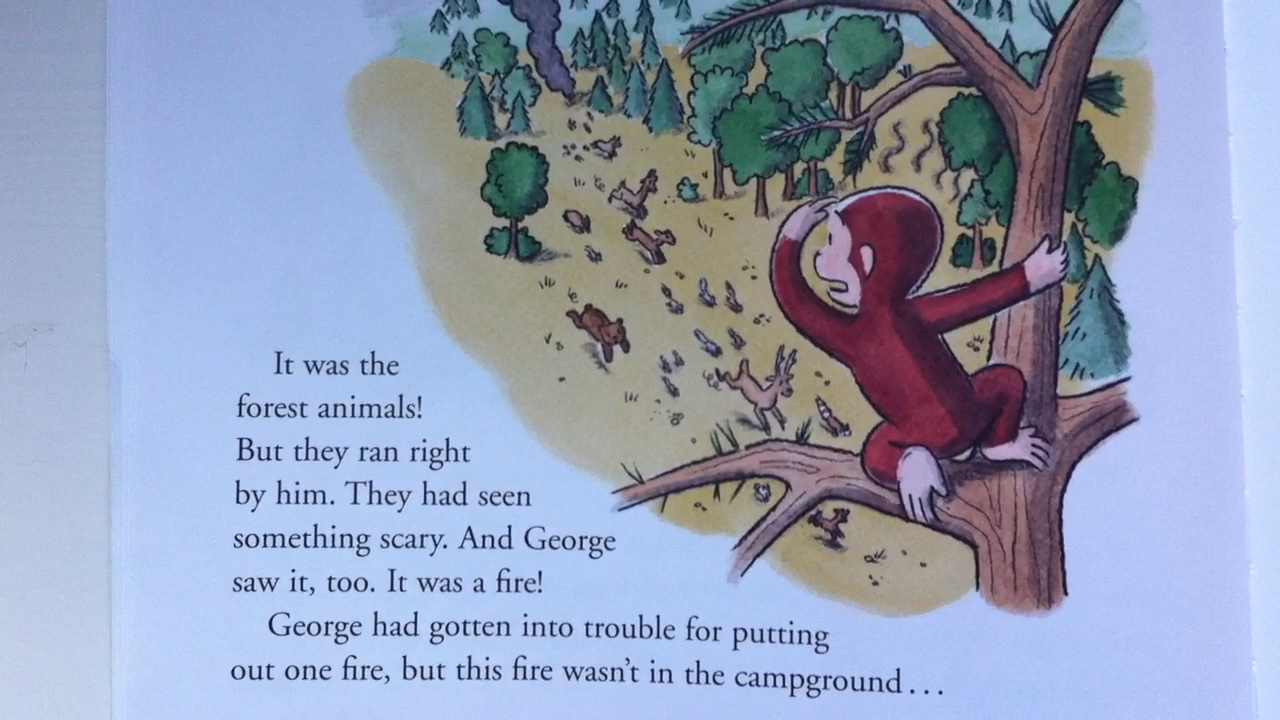 It was the
forest animals!
But they ran right
by him. They had seen
something scary. And George
saw it, too. It was a fire!
George had gotten into trouble for putting
out one fire, but this fire wasn't in the campground...